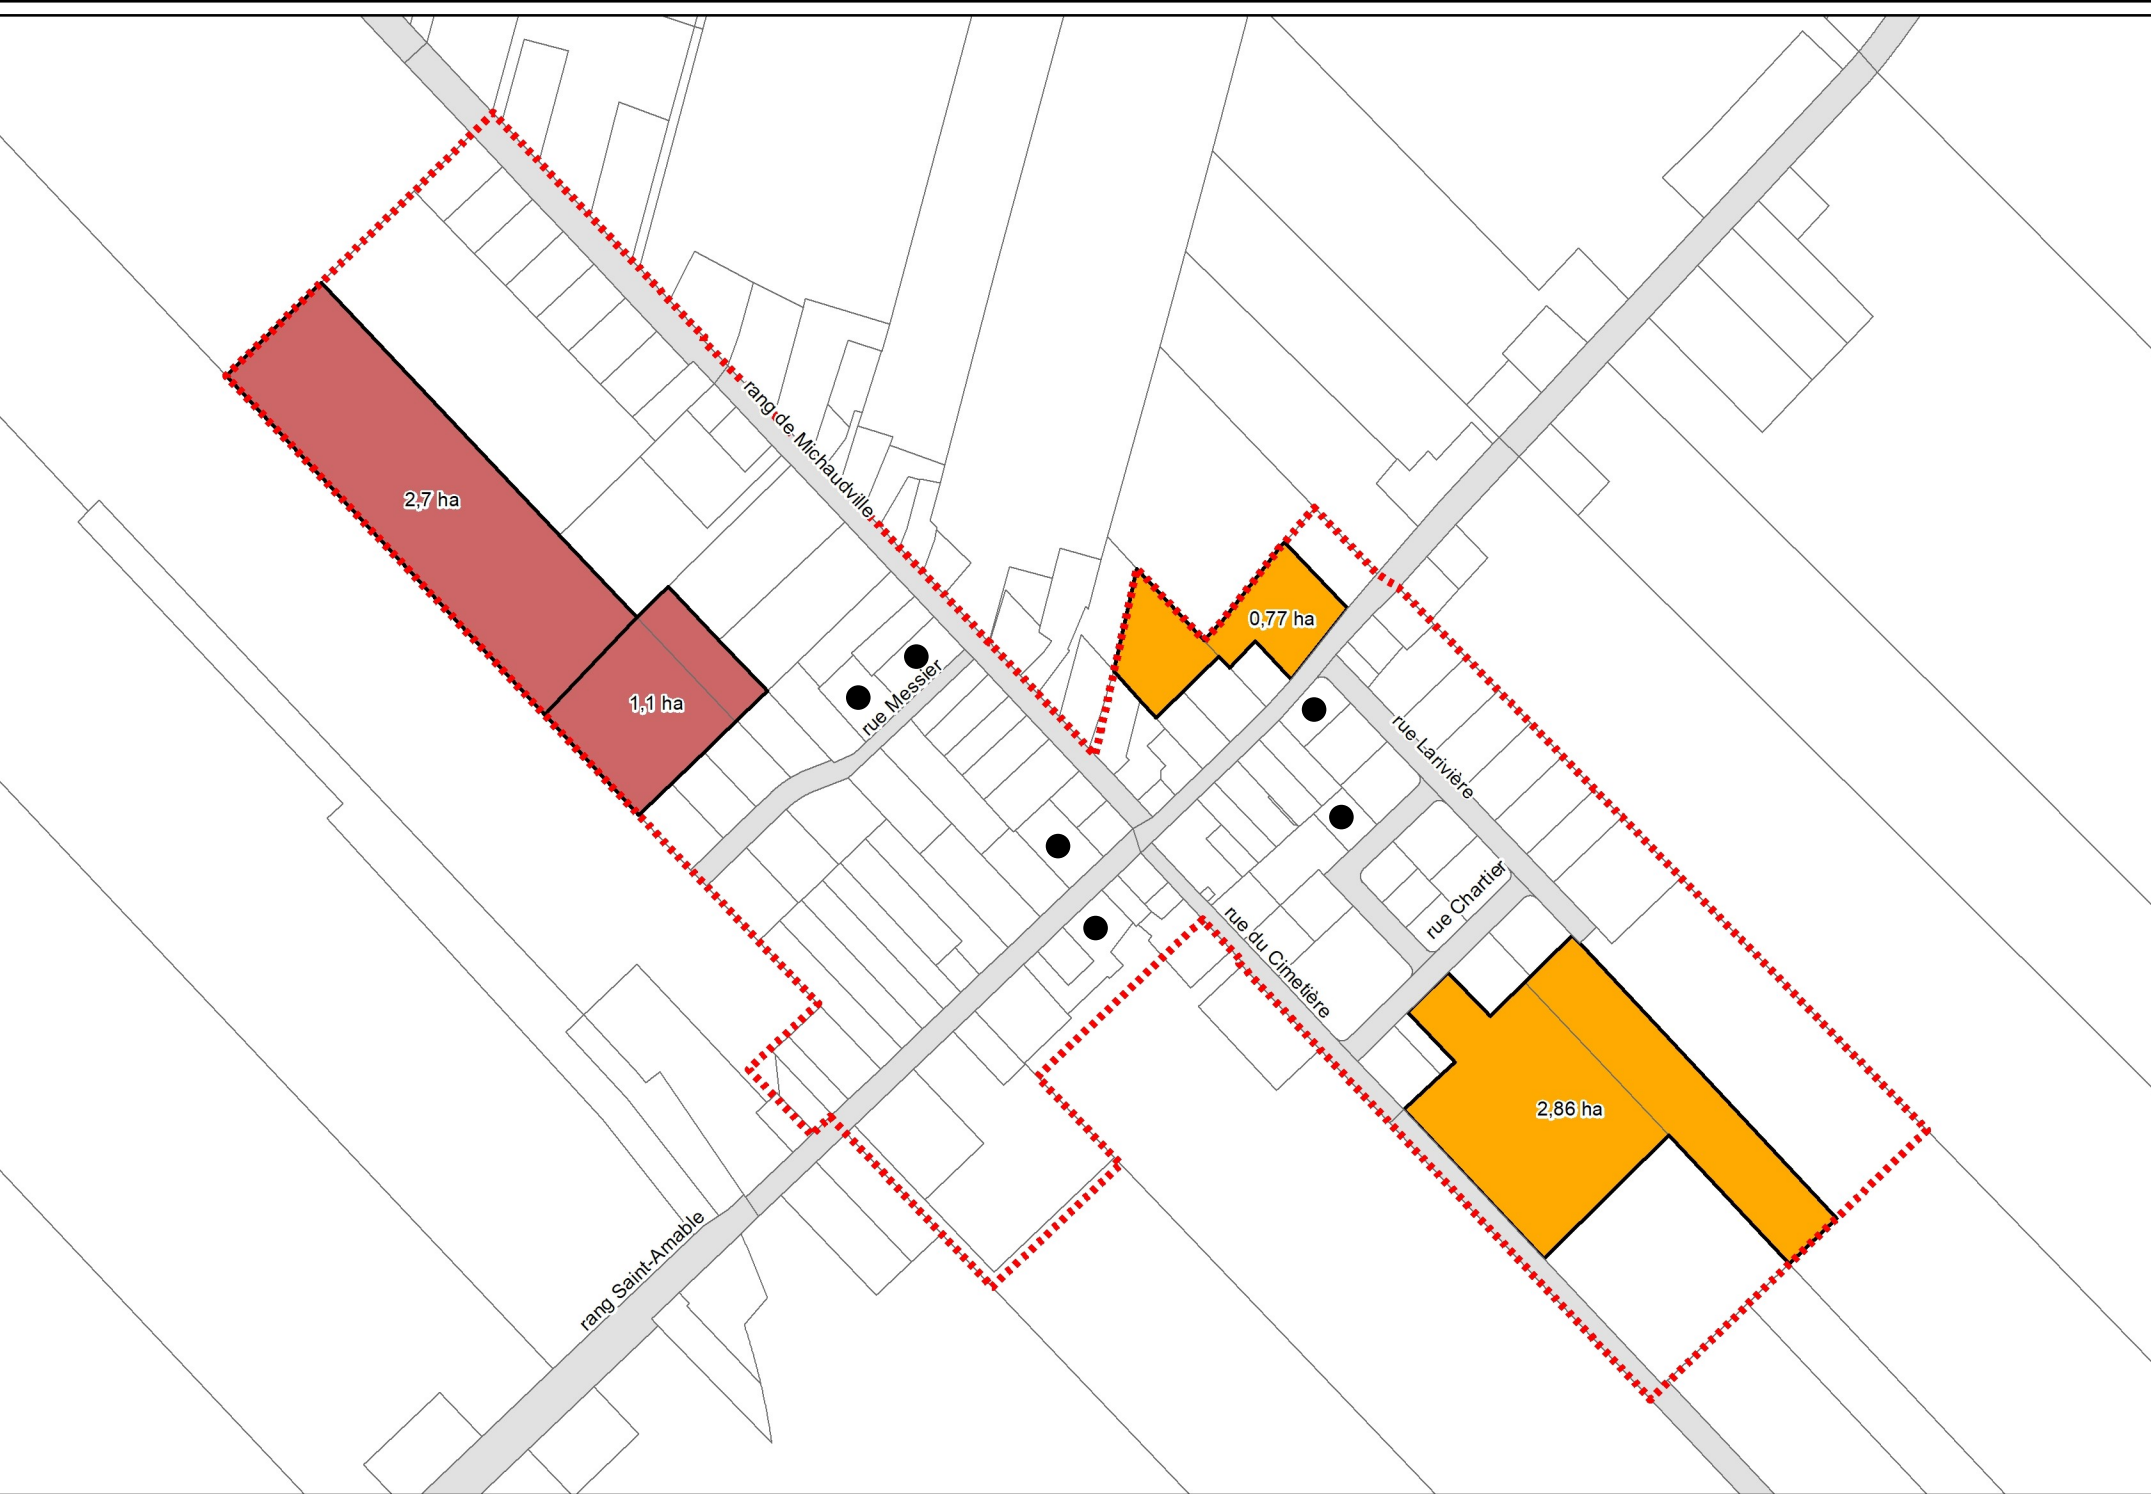 rang de Michaudville
2,7 ha
0,77 ha
1,1 ha
rue Messier
rue Larivière
rue Chartier
rue du Cimetière
2,86 ha
rang Saint-Amable